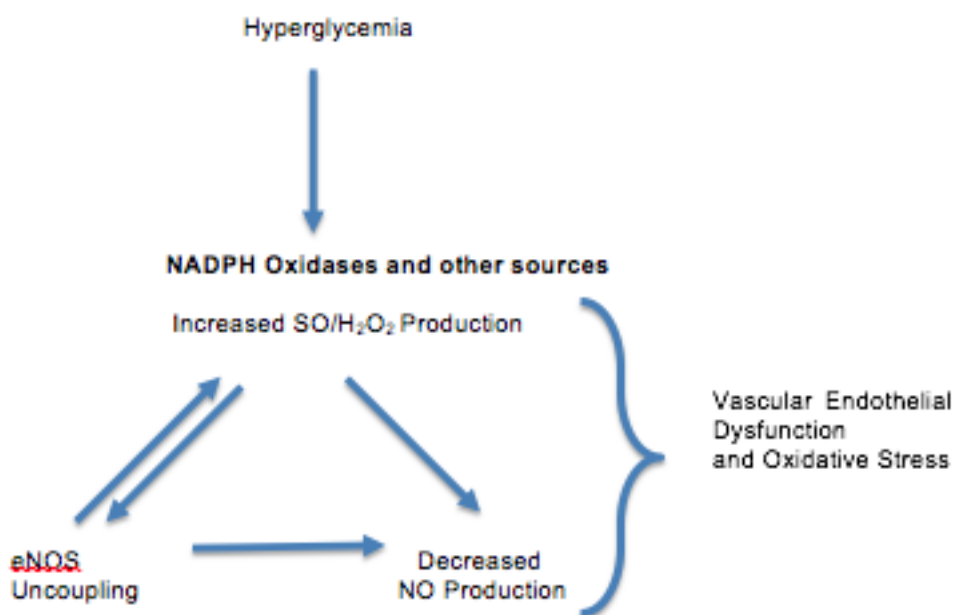 Hyperglycemia
NADPH Oxidases and other sources
Increased SO/H₂O₂ Production
Vascular Endothelial
Dysfunction
and Oxidative Stress
eNOS
Uncoupling
Decreased
NO Production